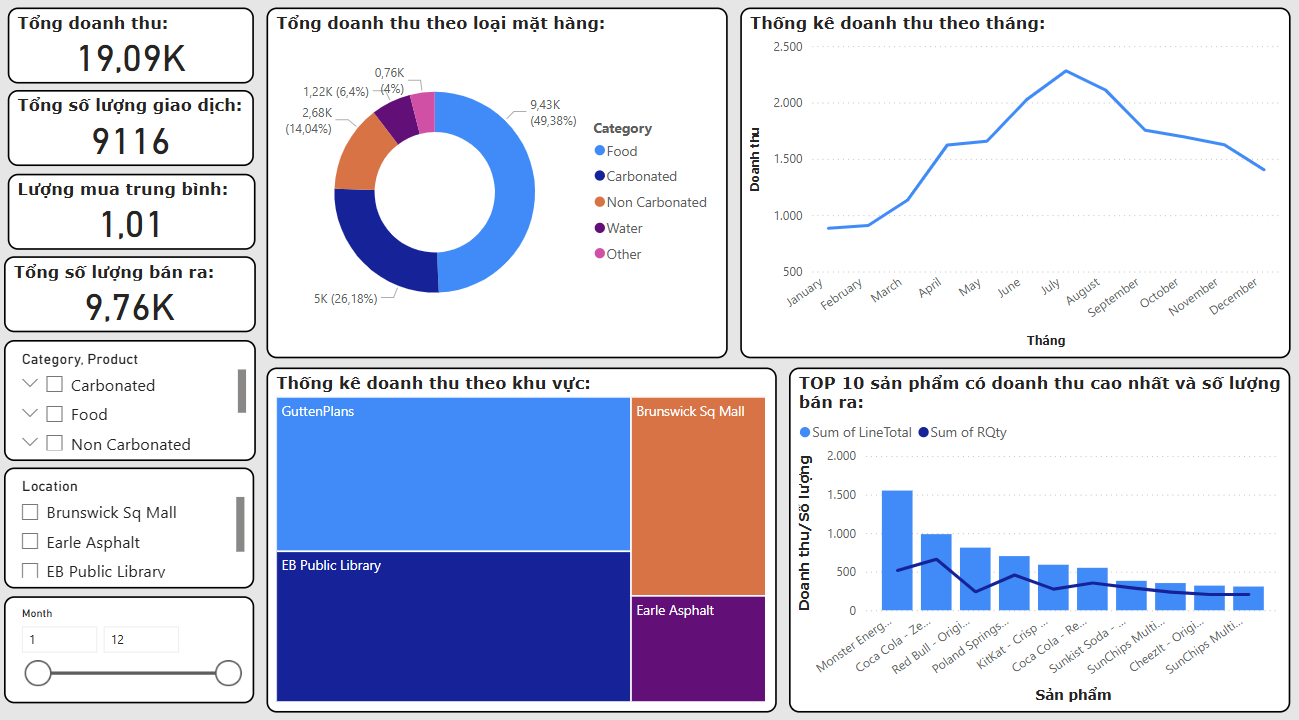 Tổng doanh thu:
19,09K
Tổng số lượng giao dịch:
9116
Lượng mua trung bình:
1,01
Tổng số lượng bán ra:
9,76K
Category, Product
Carbonated
Food
Non Carbonated
Location
Brunswick Sq Mall
Earle Asphalt
EB Public Library
Month
1
12
Tổng doanh thu theo loại mặt hàng:
0,76K
(4%)
1,22K (6,4%)
2,68K
(14,04%)
9,43K
(49,38%)
5K (26,18%)
Category
Food
Carbonated
Non Carbonated
Water
Other
Thống kê doanh thu theo tháng:
Doanh thu
2.500
2.000
1.500
1.000
500
January
February
March
April
May
June
July
August
September
October
November
December
Tháng
Thống kê doanh thu theo khu vực:
GuttenPlans
Brunswick Sq Mall
EB Public Library
Earle Asphalt
TOP 10 sản phẩm có doanh thu cao nhất và số lượng
bán ra:
Sum of LineTotal
Sum of RQty
Doanh thu/Số lượng
2.000
1.500
1.000
500
0
Monster Energ...
Coca Cola - Ze...
Red Bull - Origi...
Poland Springs...
KitKat - Crisp ...
Coca Cola - Re...
Sunkist Soda - ...
SunChips Multi...
CheezIt - Origi...
SunChips Multi...
Sản phẩm